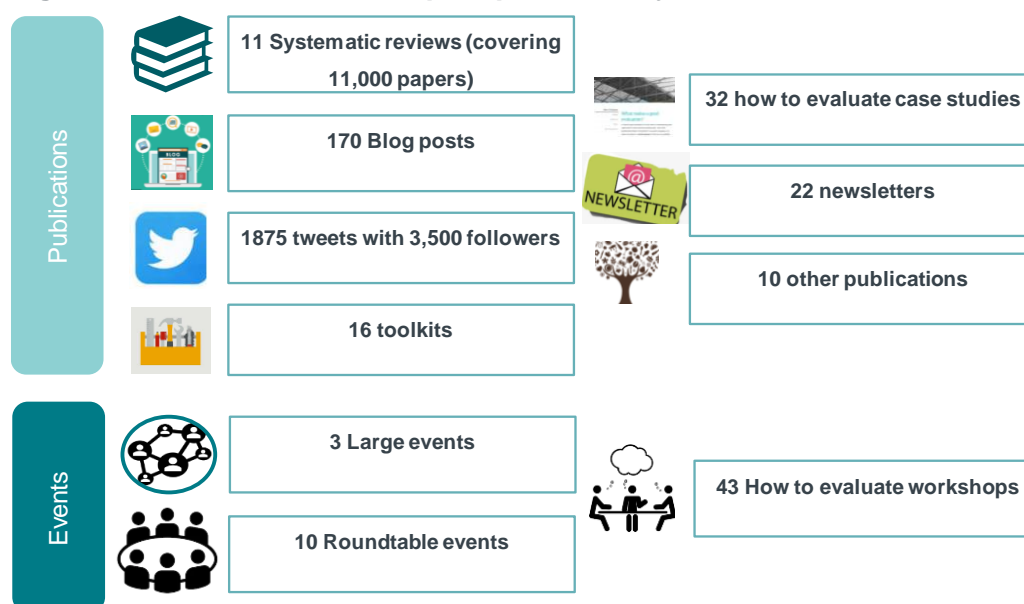 Publications
11 Systematic reviews (covering
11,000 papers)
170 Blog posts
BLOG
1875 tweets with 3,500 followers
16 toolkits
32 how to evaluate case studies
NEWSLETTER
22 newsletters
10 other publications
Events
3 Large events
10 Roundtable events
43 How to evaluate workshops